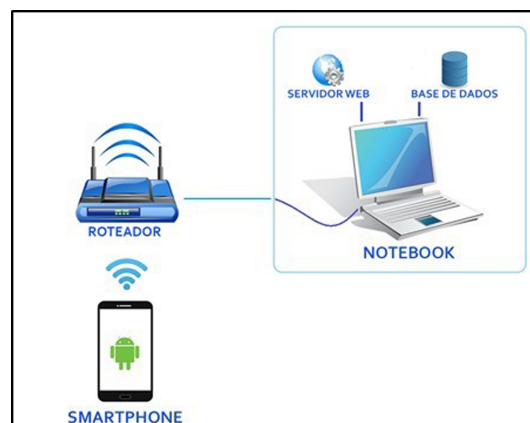 SERVIDOR WEB
BASE DE DADOS
ROTEADOR
NOTEBOOK
SMARTPHONE